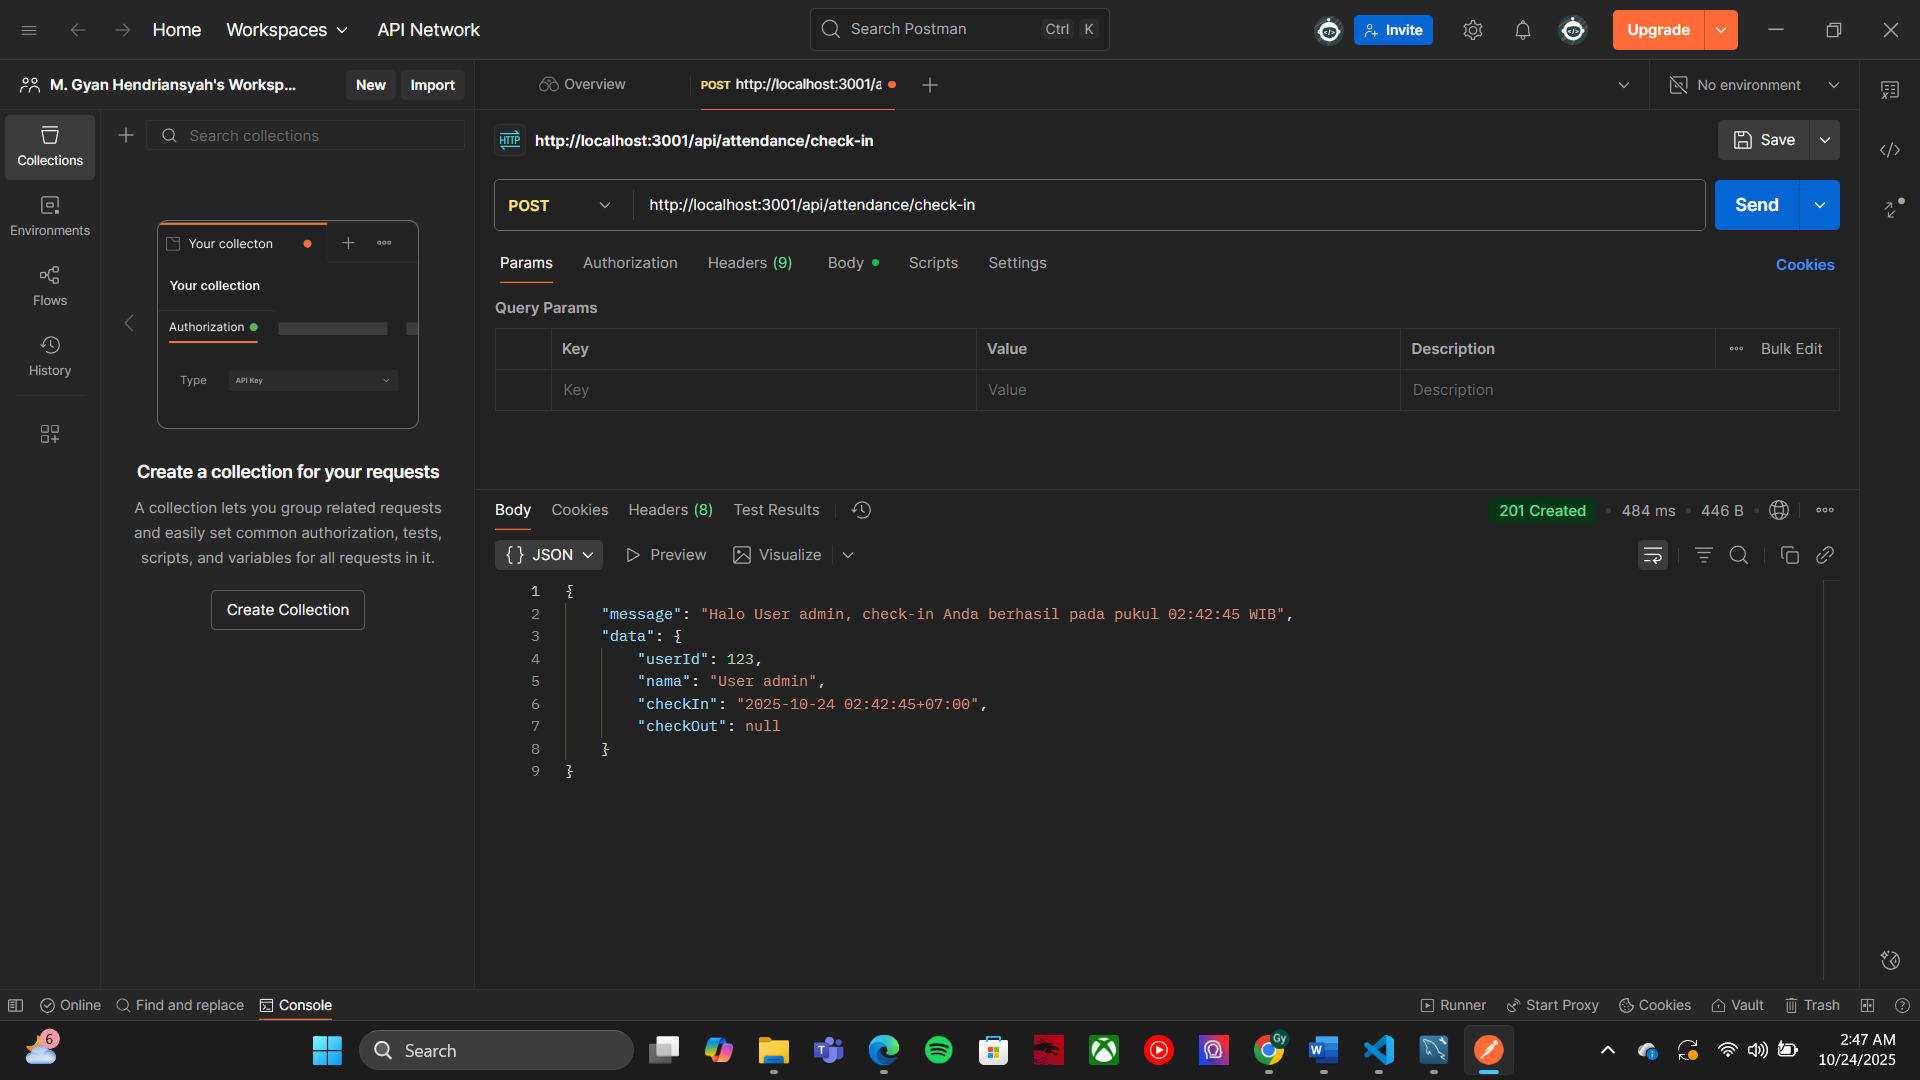 Home
Workspaces
API Network
Search Postman
Ctrl K
Invite
Upgrade
M. Gyan Hendriansyah's Worksp...
New
Import
Overview
POST http://localhost:3001/a
No environment
Collections
Search collections
http://localhost:3001/api/attendance/check-in
Save
Environments
POST
http://localhost:3001/api/attendance/check-in
Send
Your collecton
Your collection
Authorization
Type
API Key
Flows
History
Params
Authorization
Headers (9)
Body
Scripts
Settings
Cookies
Query Params
Key
Value
Description
Bulk Edit
Key
Value
Description
Create a collection for your requests
A collection lets you group related requests
and easily set common authorization, tests,
scripts, and variables for all requests in it.
Create Collection
Body
Cookies
Headers (8)
Test Results
201 Created
484 ms
446 B
{} JSON
Preview
Visualize
1 {
2 "message": "Halo User admin, check-in Anda berhasil pada pukul 02:42:45 WIB",
3 "data": {
4 "userId": 123,
5 "nama": "User admin",
6 "checkIn": "2025-10-24 02:42:45+07:00",
7 "checkOut": null
8 }
9 }
Online
Find and replace
Console
Runner
Start Proxy
Cookies
Vault
Trash
6
Search
Gy
2:47 AM
10/24/2025